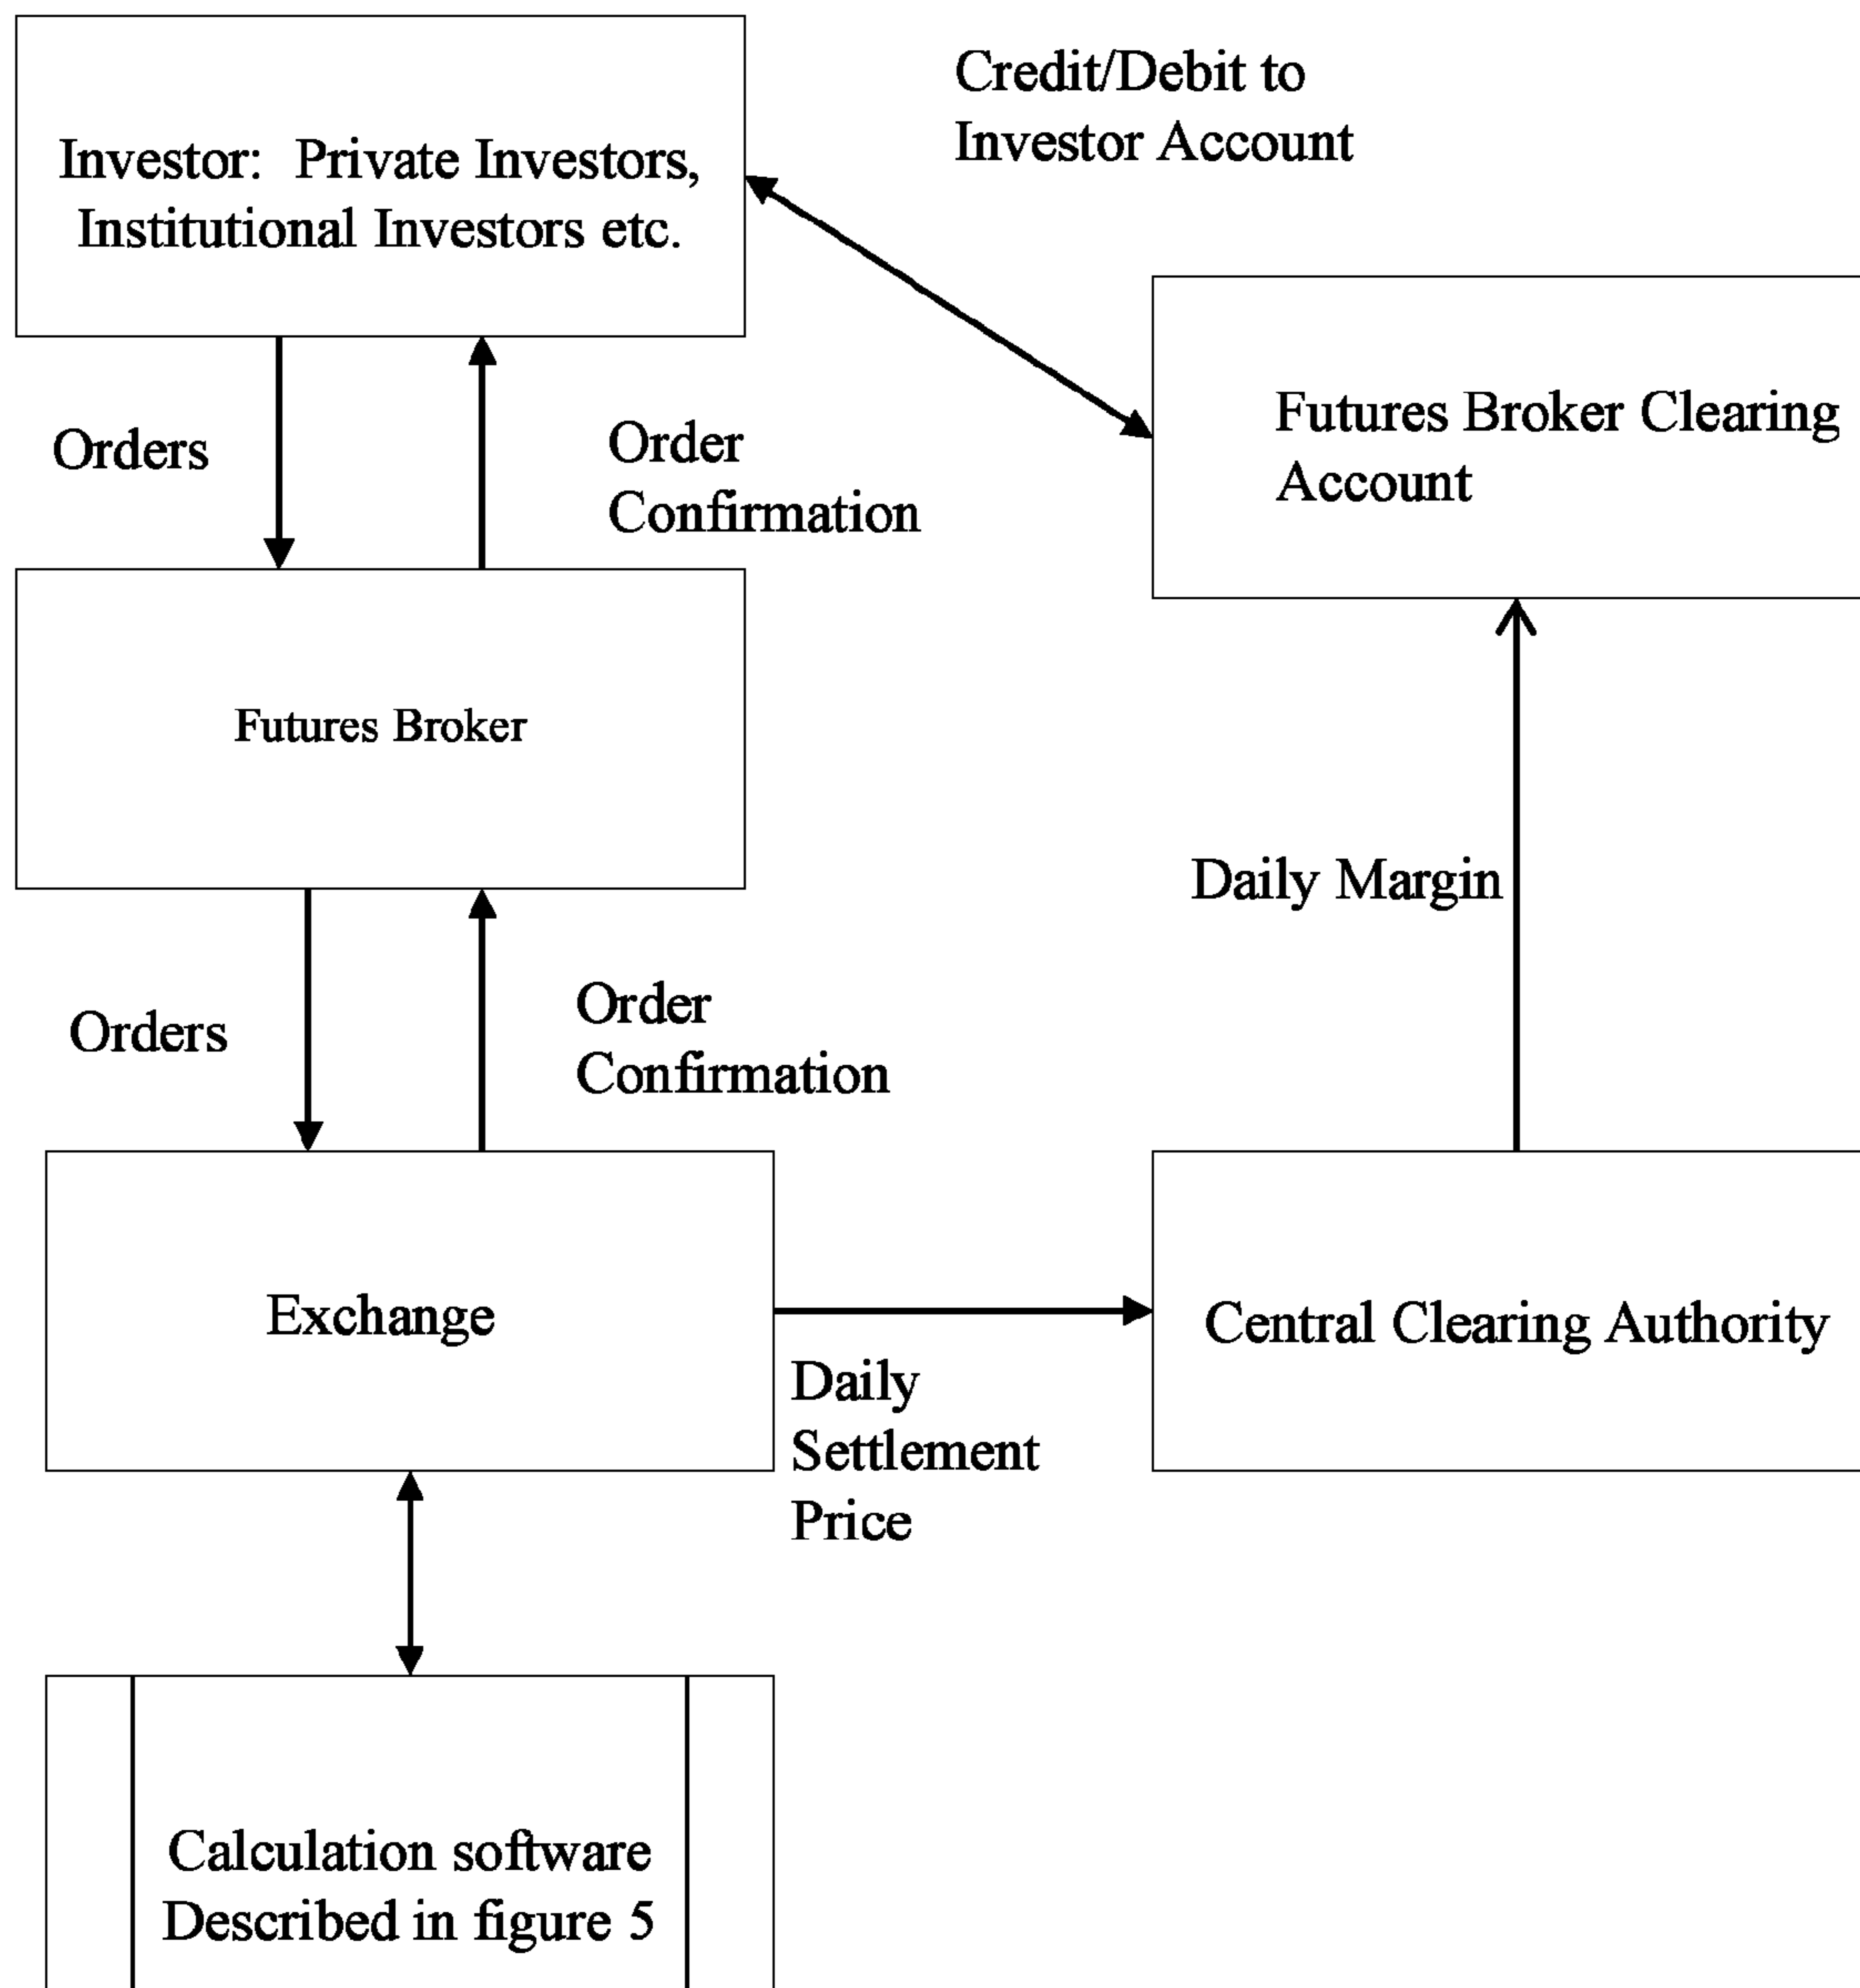 Credit/Debit to
Investor Account
Investor:  Private Investors,
Institutional Investors etc.
Futures Broker Clearing
Account
Orders
Order
Confirmation
Futures Broker
Daily Margin
Orders
Order
Confirmation
Exchange
Central Clearing Authority
Daily
Settlement
Price
Calculation software
Described in figure 5